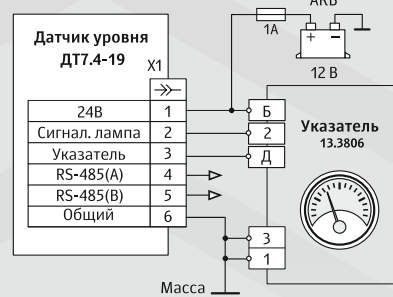 АКБ
1А
+ -
12 В
Датчик уровня
ДТ7.4-19
X1
24В 1 Б
Сигнал. лампа 2 2
Указатель 3 Д
RS-485(А) 4
RS-485(В) 5
Общий 6
Указатель
13.3806
3
1
Масса